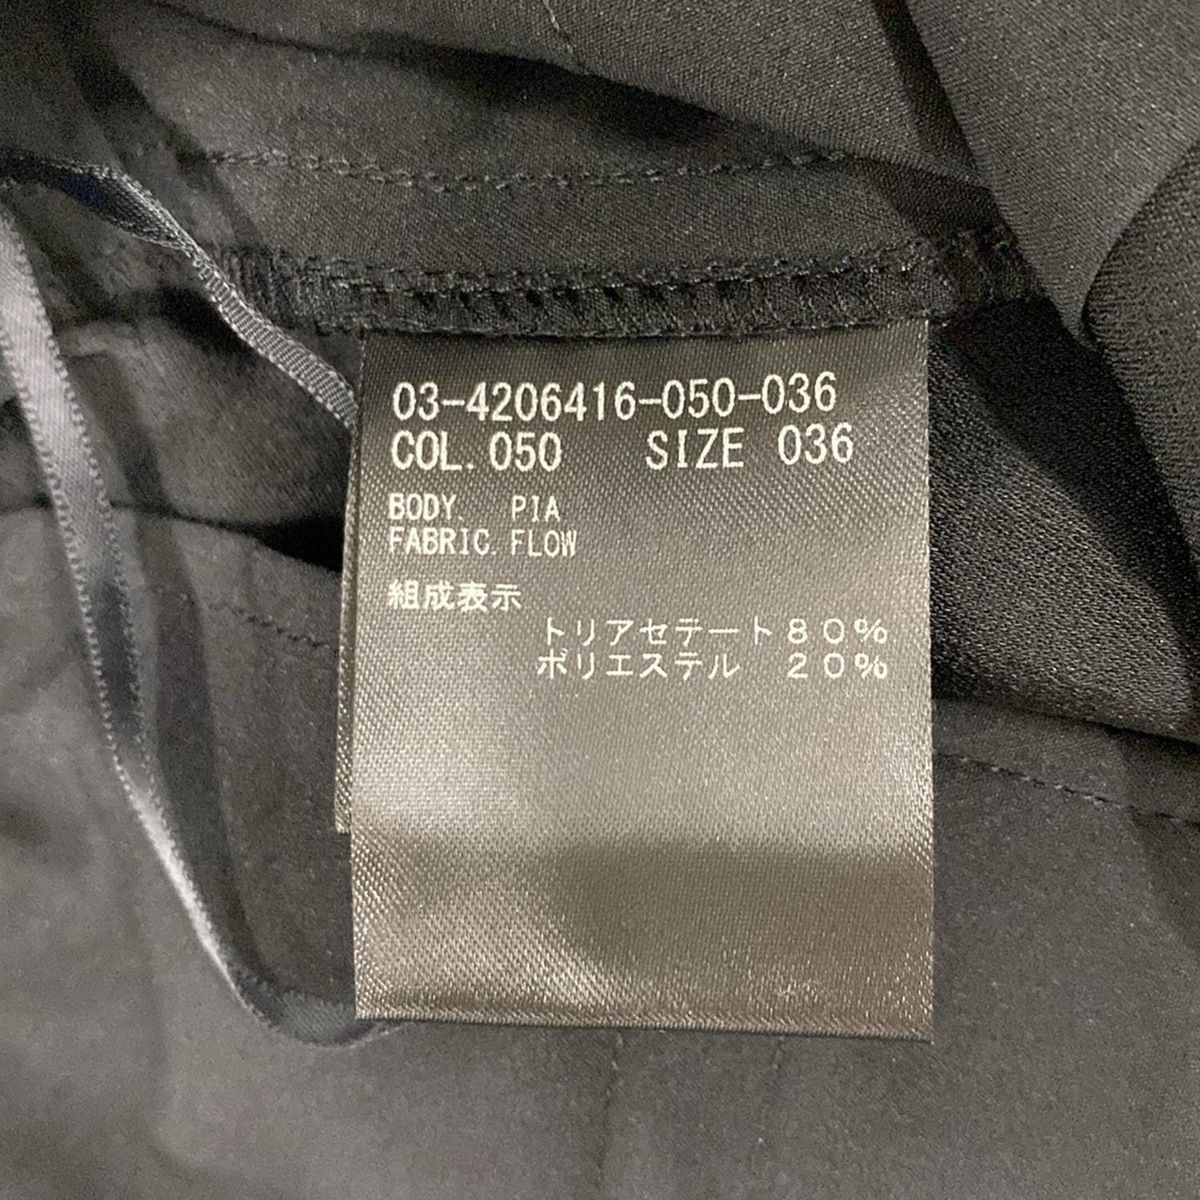 03-4206416-050-036
COL. 050 SIZE 036
BODY PIA
FABRIC. FLOW
組成表示
トリアセテート８０％
ポリエステル ２０％